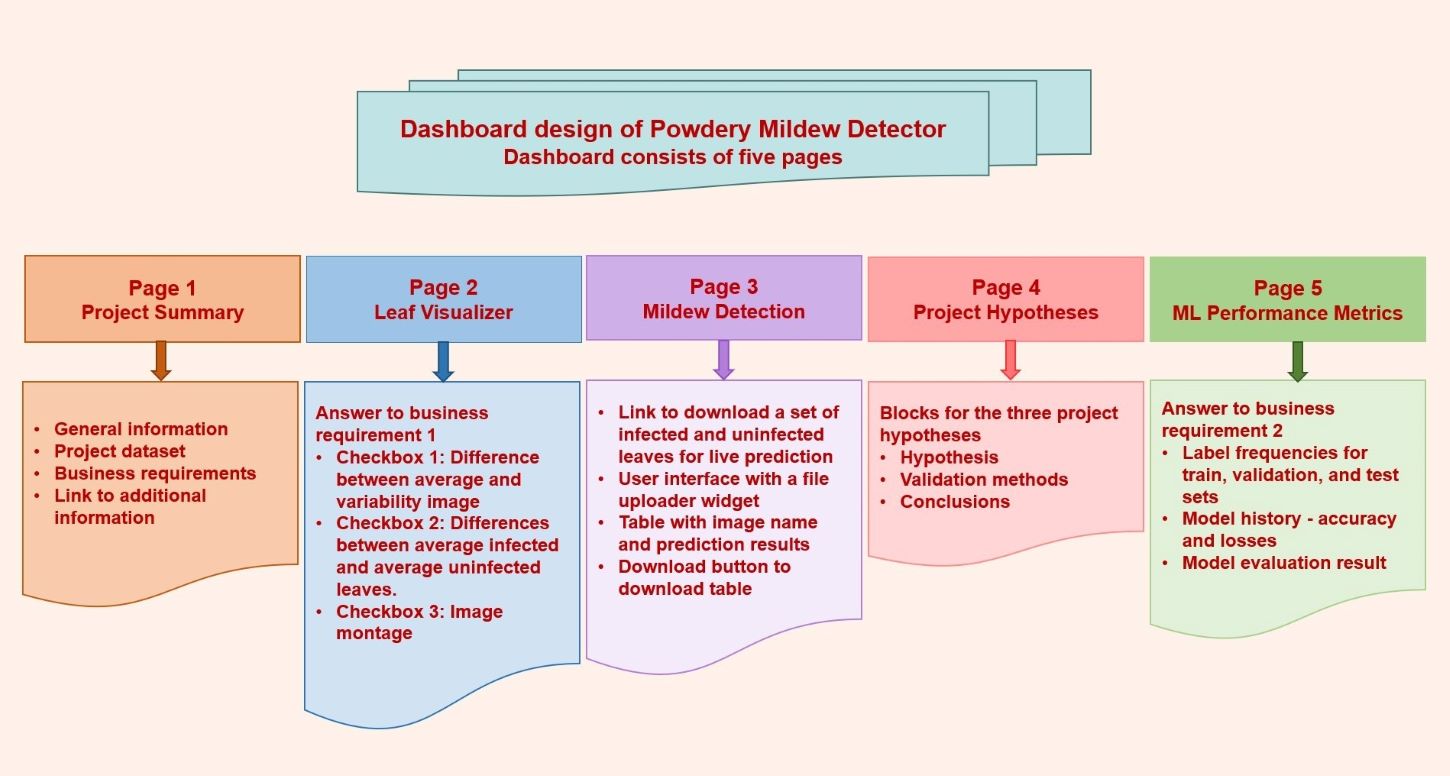 Dashboard design of Powdery Mildew Detector
Dashboard consists of five pages
Page 1
Project Summary
• General information
• Project dataset
• Business requirements
• Link to additional
information
Page 2
Leaf Visualizer
Answer to business
requirement 1
• Checkbox 1: Difference
between average and
variability image
• Checkbox 2: Differences
between average infected
and average uninfected
leaves.
• Checkbox 3: Image
montage
Page 3
Mildew Detection
• Link to download a set of
infected and uninfected
leaves for live prediction
• User interface with a file
uploader widget
• Table with image name
and prediction results
• Download button to
download table
Page 4
Project Hypotheses
Blocks for the three project
hypotheses
• Hypothesis
• Validation methods
• Conclusions
Page 5
ML Performance Metrics
Answer to business
requirement 2
• Label frequencies for
train, validation, and test
sets
• Model history - accuracy
and losses
• Model evaluation result